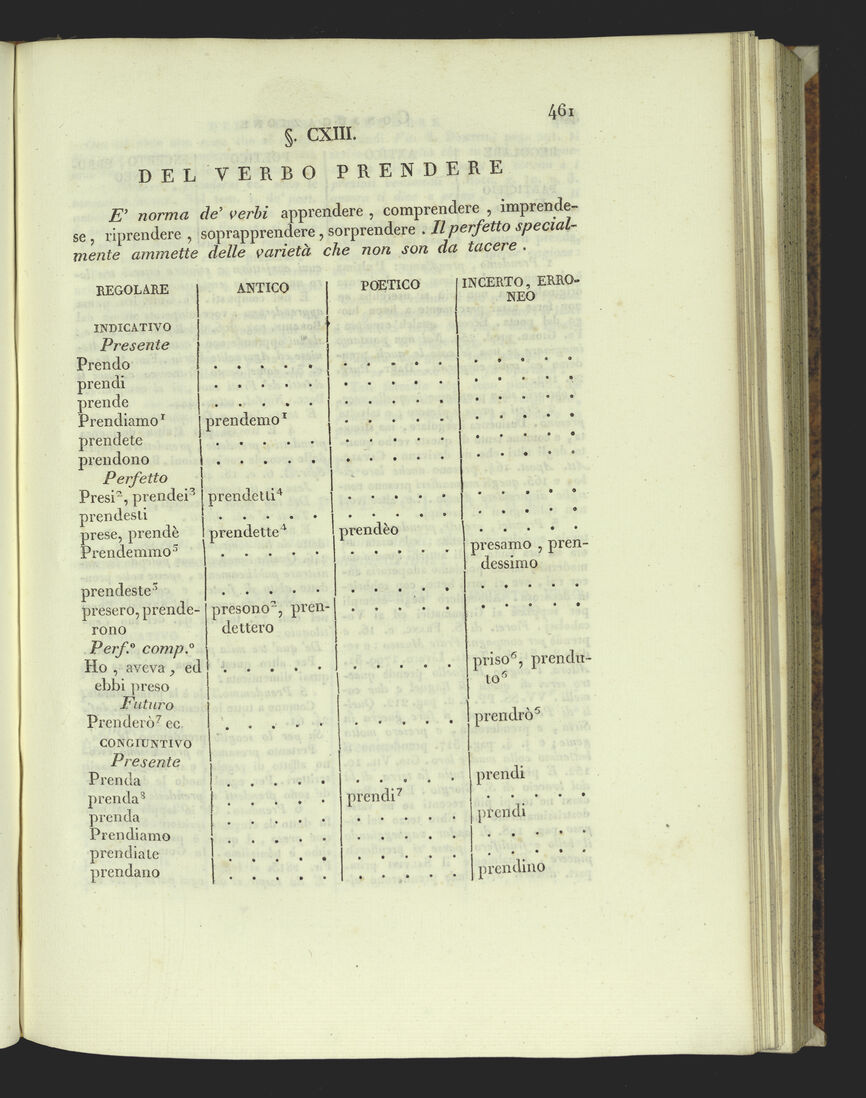 461
§. CXIII.
DEL VERBO PRENDERE
E' norma de' verbi apprendere , comprendere , imprende-
se , riprendere , soprapprendere , sorprendere . Il perfetto special-
mente ammette delle varietà che non son da tacere .
REGOLARE ANTICO POETICO INCERTO, ERRO-
NEO
INDICATIVO
Presente
Prendo . . . . . . . . . . . . . . .
prendi . . . . . . . . . . . . . . .
prende . . . . . . . . . . . . . . .
Prendiamo¹ prendemo¹ . . . . . . . . . .
prendete . . . . . . . . . . . . . . .
prendono . . . . . . . . . . . . . . .
Perfetto
Presi², prendei³ prendetti⁴ . . . . . . . . . .
prendesti . . . . . . . . . . . . . . .
prese, prendè prendette⁴ prendèo . . . . .
Prendemmo⁵ . . . . . . . . . . presamo , pren-
dessimo
prendeste⁵ . . . . . . . . . . . . . . .
presero, prende- presono², pren- . . . . . . . . . .
rono dettero
Perf.º comp.º
Ho , aveva , ed . . . . . . . . . . priso⁶, prendu-
ebbi preso to⁶
Futuro
Prenderò⁷ ec. . . . . . . . . . . prendrò⁵
CONGIUNTIVO
Presente
Prenda . . . . . . . . . . prendi
prenda⁸ . . . . . prendi⁷ . . . . .
prenda . . . . . . . . . . prendi
Prendiamo . . . . . . . . . . . . . . .
prendiate . . . . . . . . . . . . . . .
prendano . . . . . . . . . . prendino